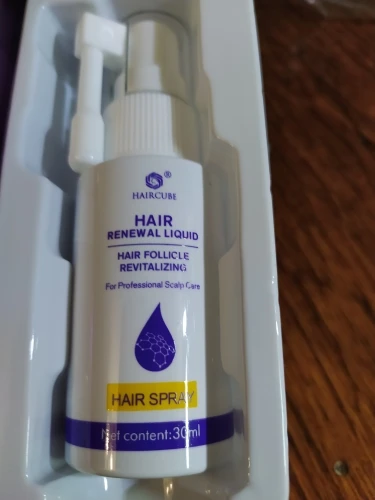 ®
HAIRCUBE
HAIR
RENEWAL LIQUID
HAIR FOLLICLE
REVITALIZING
For Professional Scalp Care
HAIR SPRAY
Net content:30ml